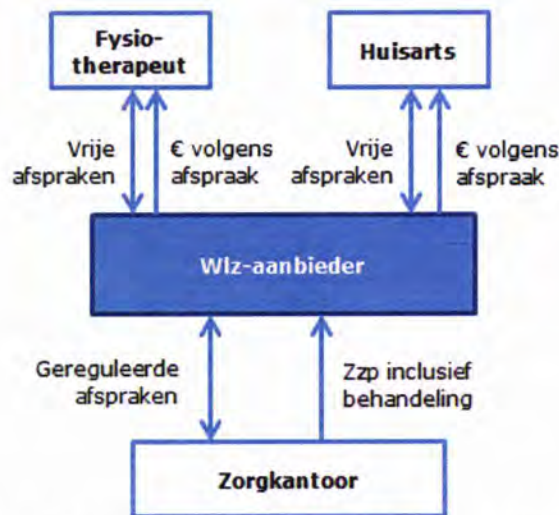 Fysio-
therapeut
Huisarts
Vrije
afspraken
€ volgens
afspraak
Vrije
afspraken
€ volgens
afspraak
Wlz-aanbieder
Gereguleerde
afspraken
Zzp inclusief
behandeling
Zorgkantoor